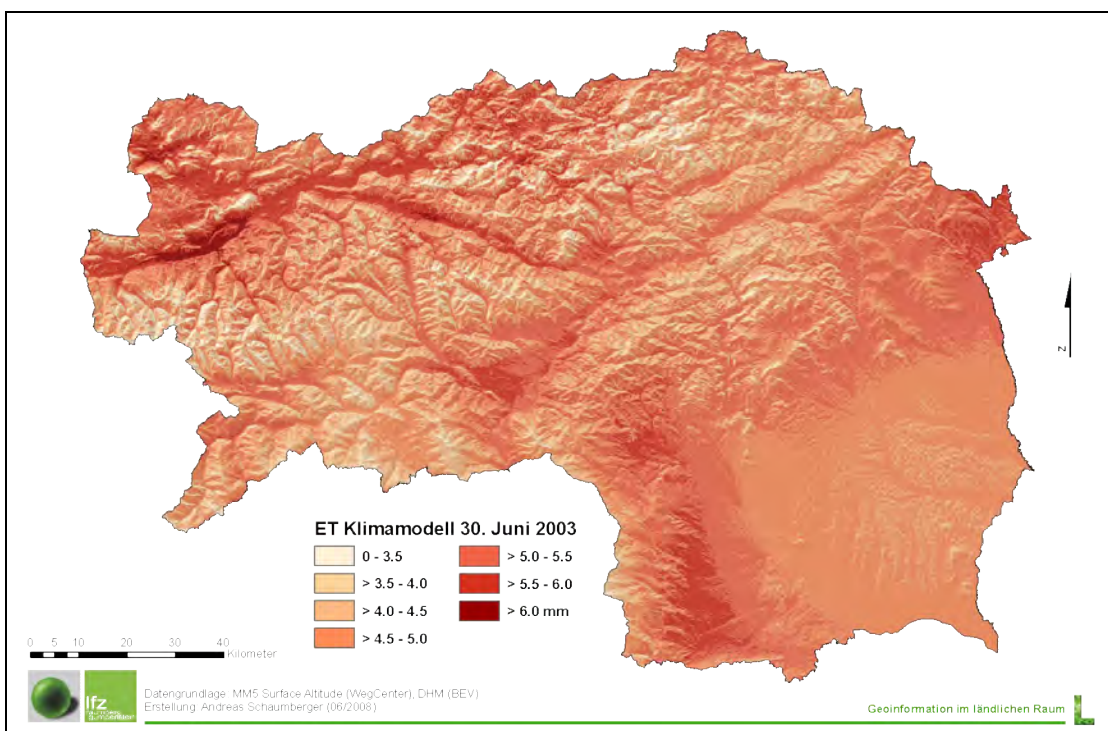 N
ET Klimamodell 30. Juni 2003
0 - 3.5
> 3.5 - 4.0
> 4.0 - 4.5
> 4.5 - 5.0
> 5.0 - 5.5
> 5.5 - 6.0
> 6.0 mm
0 5 10 20 30 40
Kilometer
lfz
Datengrundlage: MM5 Surface Altitude (WegCenter), DHM (BEV)
Erstellung: Andreas Schaumberger (06/2008)
Geoinformation im ländlichen Raum